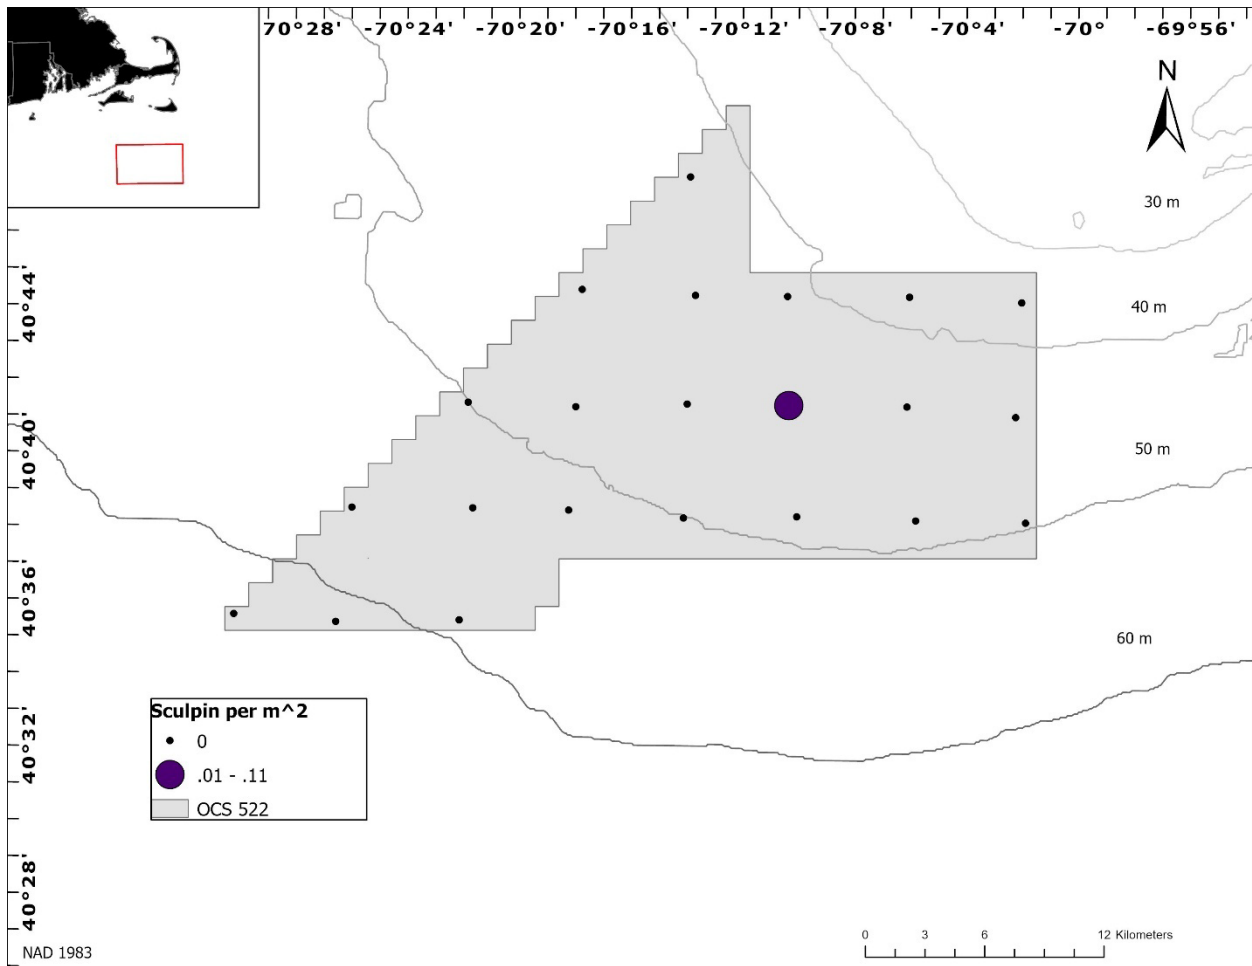 70°28' -70°24' -70°20' -70°16' -70°12' -70°8' -70°4' -70° -69°56'
N
30 m
40°44'
40 m
40°40'
50 m
40°36'
60 m
Sculpin per m^2
0
.01 - .11
OCS 522
40°32'
40°28'
0 3 6 12 Kilometers
NAD 1983